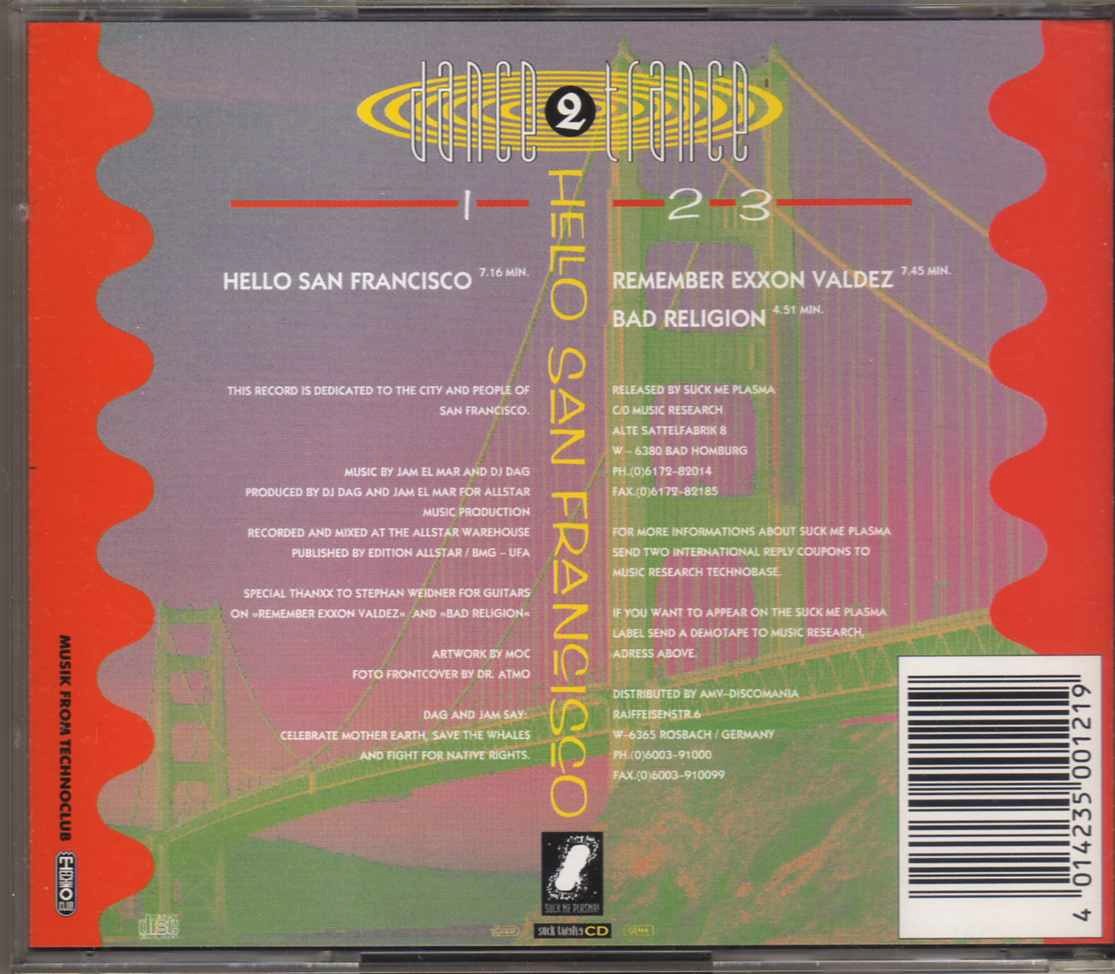 dance 2 trance
HELLO SAN FRANCISCO
1
HELLO SAN FRANCISCO 7.16 MIN.
THIS RECORD IS DEDICATED TO THE CITY AND PEOPLE OF
SAN FRANCISCO.
MUSIC BY JAM EL MAR AND DJ DAG
PRODUCED BY DJ DAG AND JAM EL MAR FOR ALLSTAR
MUSIC PRODUCTION
RECORDED AND MIXED AT THE ALLSTAR WAREHOUSE
PUBLISHED BY EDITION ALLSTAR / BMG – UFA
SPECIAL THANXX TO STEPHAN WEIDNER FOR GUITARS
ON »REMEMBER EXXON VALDEZ« AND »BAD RELIGION«
ARTWORK BY MOC
FOTO FRONTCOVER BY DR. ATMO
DAG AND JAM SAY:
CELEBRATE MOTHER EARTH, SAVE THE WHALES
AND FIGHT FOR NATIVE RIGHTS.
2 3
REMEMBER EXXON VALDEZ 7.45 MIN.
BAD RELIGION 4.51 MIN.
RELEASED BY SUCK ME PLASMA
C/O MUSIC RESEARCH
ALTE SATTELFABRIK 8
W – 6380 BAD HOMBURG
PH.(0)6172–82014
FAX.(0)6172–82185
FOR MORE INFORMATIONS ABOUT SUCK ME PLASMA
SEND TWO INTERNATIONAL REPLY COUPONS TO
MUSIC RESEARCH TECHNOBASE.
IF YOU WANT TO APPEAR ON THE SUCK ME PLASMA
LABEL SEND A DEMOTAPE TO MUSIC RESEARCH,
ADRESS ABOVE.
DISTRIBUTED BY AMV–DISCOMANIA
RAIFFEISENSTR.6
W–6365 ROSBACH / GERMANY
PH.(0)6003–91000
FAX.(0)6003–910099
MUSIK FROM TECHNOCLUB
TECHNO CLUB
SUCK ME PLASMA!
suck twelve CD
GEMA
disc
4 014235 001219